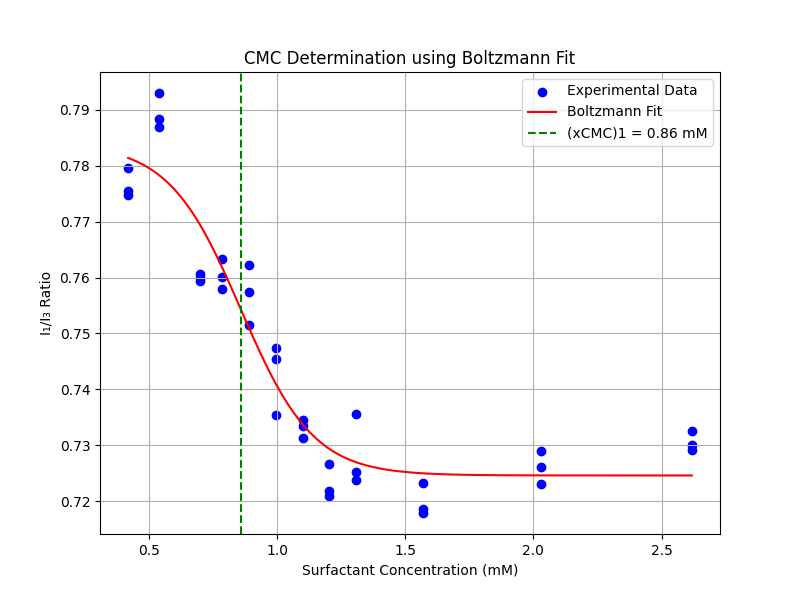 CMC Determination using Boltzmann Fit
Experimental Data
Boltzmann Fit
(xCMC)1 = 0.86 mM
I₁/I₃ Ratio
0.79
0.78
0.77
0.76
0.75
0.74
0.73
0.72
0.5 1.0 1.5 2.0 2.5
Surfactant Concentration (mM)